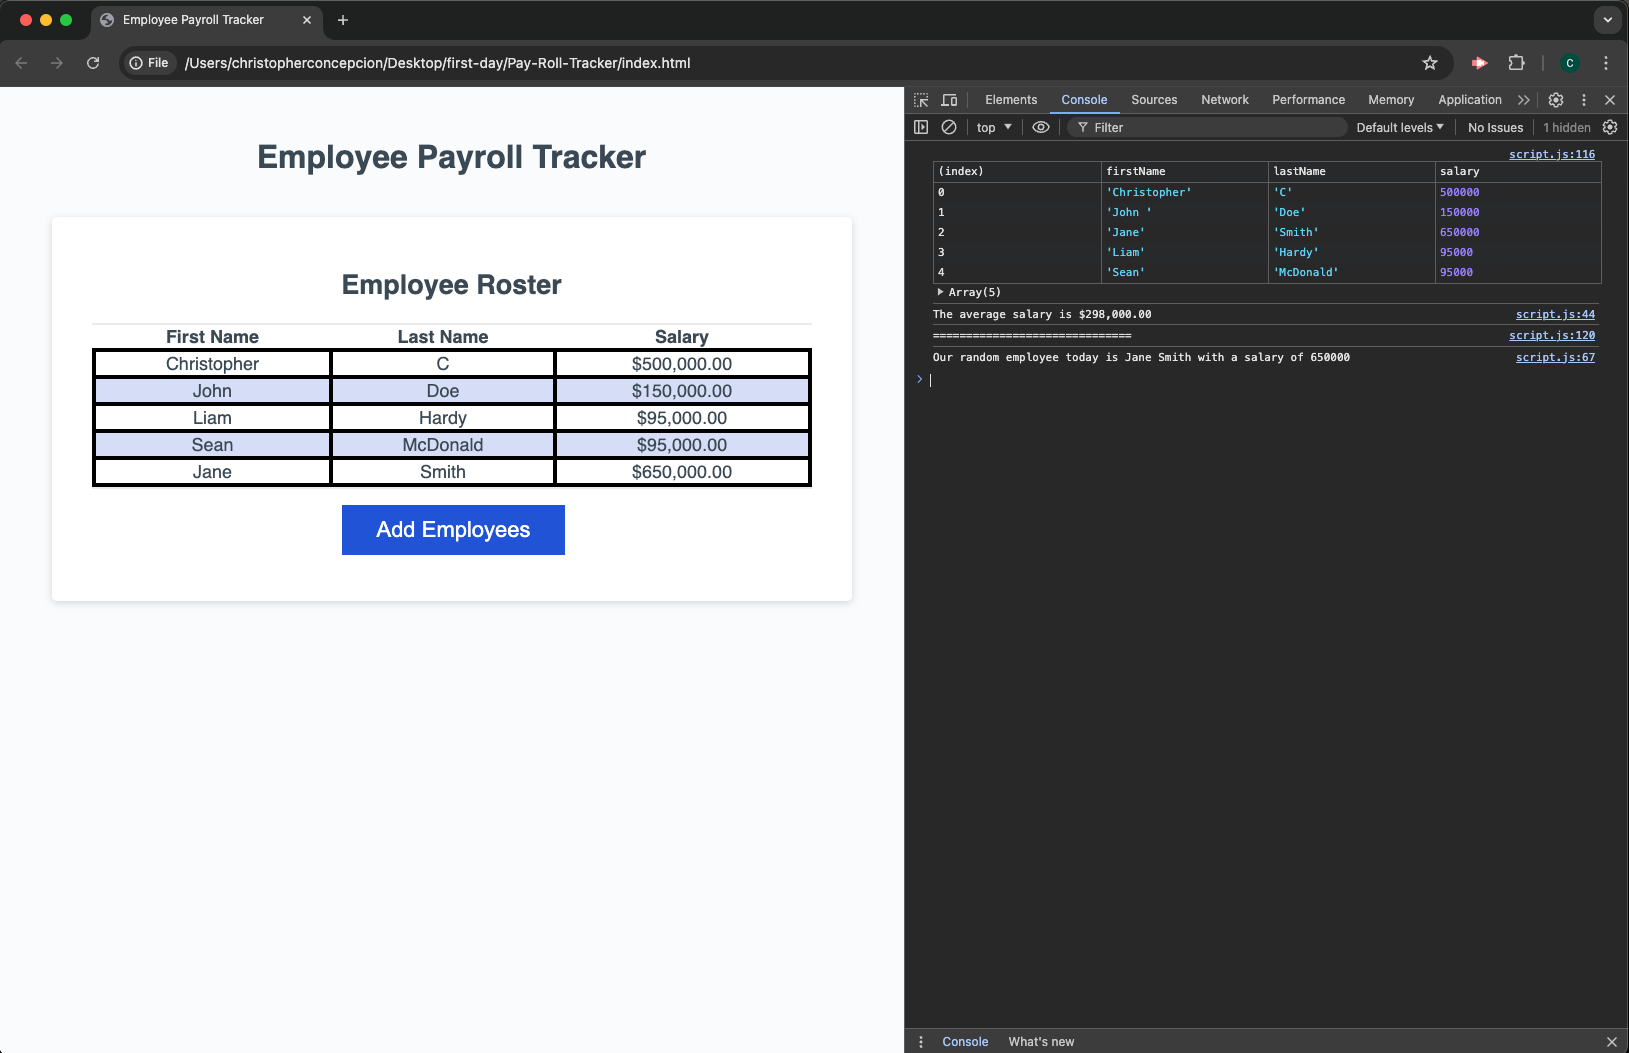 Employee Payroll Tracker
File /Users/christopherconcepcion/Desktop/first-day/Pay-Roll-Tracker/index.html
C
Employee Payroll Tracker
Employee Roster
First Name Last Name Salary
Christopher C $500,000.00
John Doe $150,000.00
Liam Hardy $95,000.00
Sean McDonald $95,000.00
Jane Smith $650,000.00
Add Employees
Elements Console Sources Network Performance Memory Application
top Filter Default levels No Issues 1 hidden
script.js:116
(index) firstName lastName salary
0 'Christopher' 'C' 500000
1 'John ' 'Doe' 150000
2 'Jane' 'Smith' 650000
3 'Liam' 'Hardy' 95000
4 'Sean' 'McDonald' 95000
Array(5)
The average salary is $298,000.00 script.js:44
============================== script.js:120
Our random employee today is Jane Smith with a salary of 650000 script.js:67
Console What's new